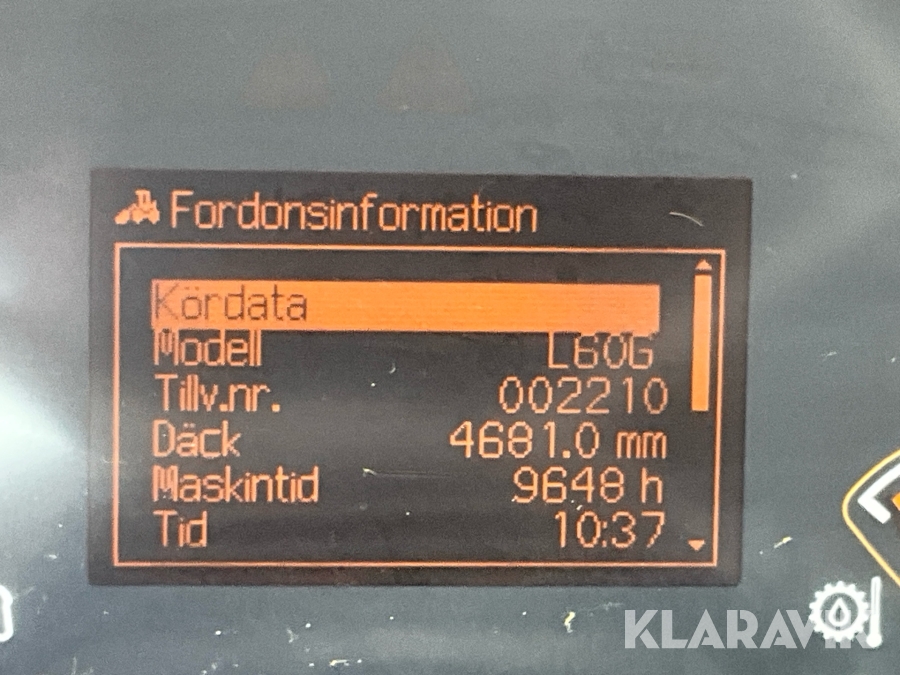 Fordonsinformation
Kördata
Modell L60G
Tillv.nr. 002210
Däck 4681.0 mm
Maskintid 9648 h
Tid 10:37
KLARAVIK